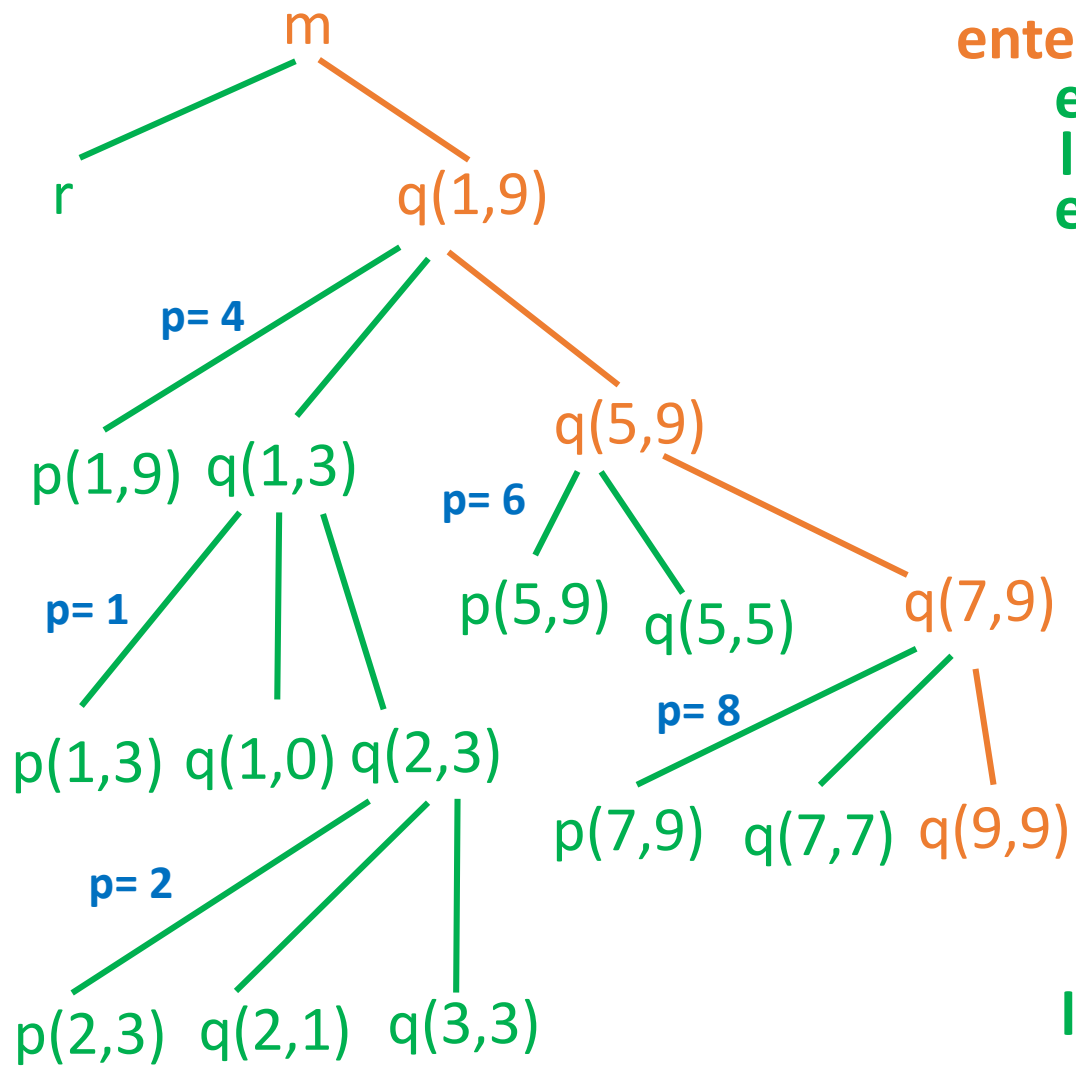 m
ente
e
l
e
r
q(1,9)
p= 4
q(5,9)
p(1,9) q(1,3)
p= 6
p= 1
p(5,9) q(5,5)
q(7,9)
p= 8
p(1,3) q(1,0) q(2,3)
p(7,9) q(7,7) q(9,9)
p= 2
p(2,3) q(2,1) q(3,3)
l